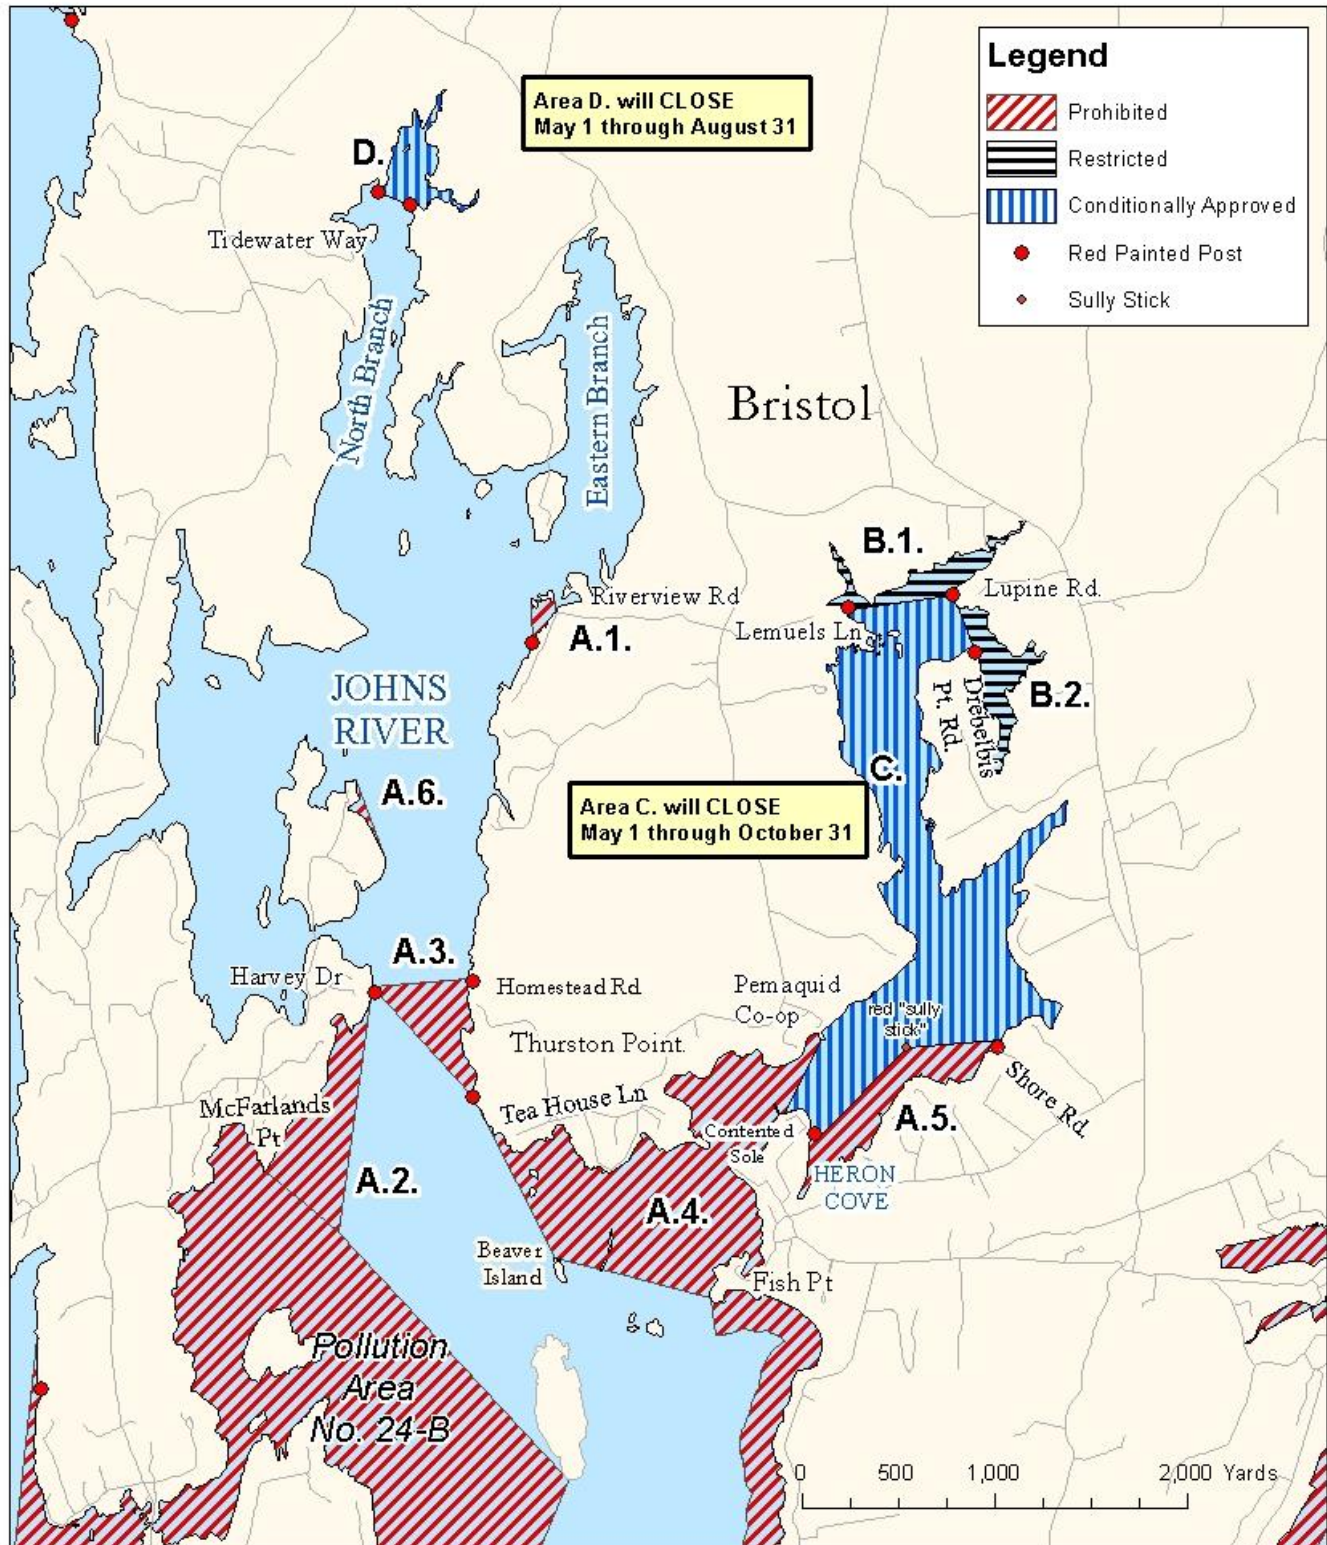 Legend
Prohibited
Restricted
Conditionally Approved
Red Painted Post
Sully Stick
Area D. will CLOSE
May 1 through August 31
D.
Tidewater Way
North Branch
Eastern Branch
Bristol
B.1.
Lupine Rd.
Riverview Rd
A.1.
Lemuels Ln
B.2.
Drebelbis
Pt. Rd.
JOHNS
RIVER
A.6.
C.
Area C. will CLOSE
May 1 through October 31
A.3.
Harvey Dr
Homestead Rd
Pemaquid
Co-op
red "sully
stick"
Thurston Point.
Shore Rd.
Tea House Ln
McFarlands
Pt
Contented
Sole
A.5.
HERON
COVE
A.2.
A.4.
Beaver
Island
Fish Pt
Pollution
Area
No. 24-B
0 500 1,000 2,000 Yards